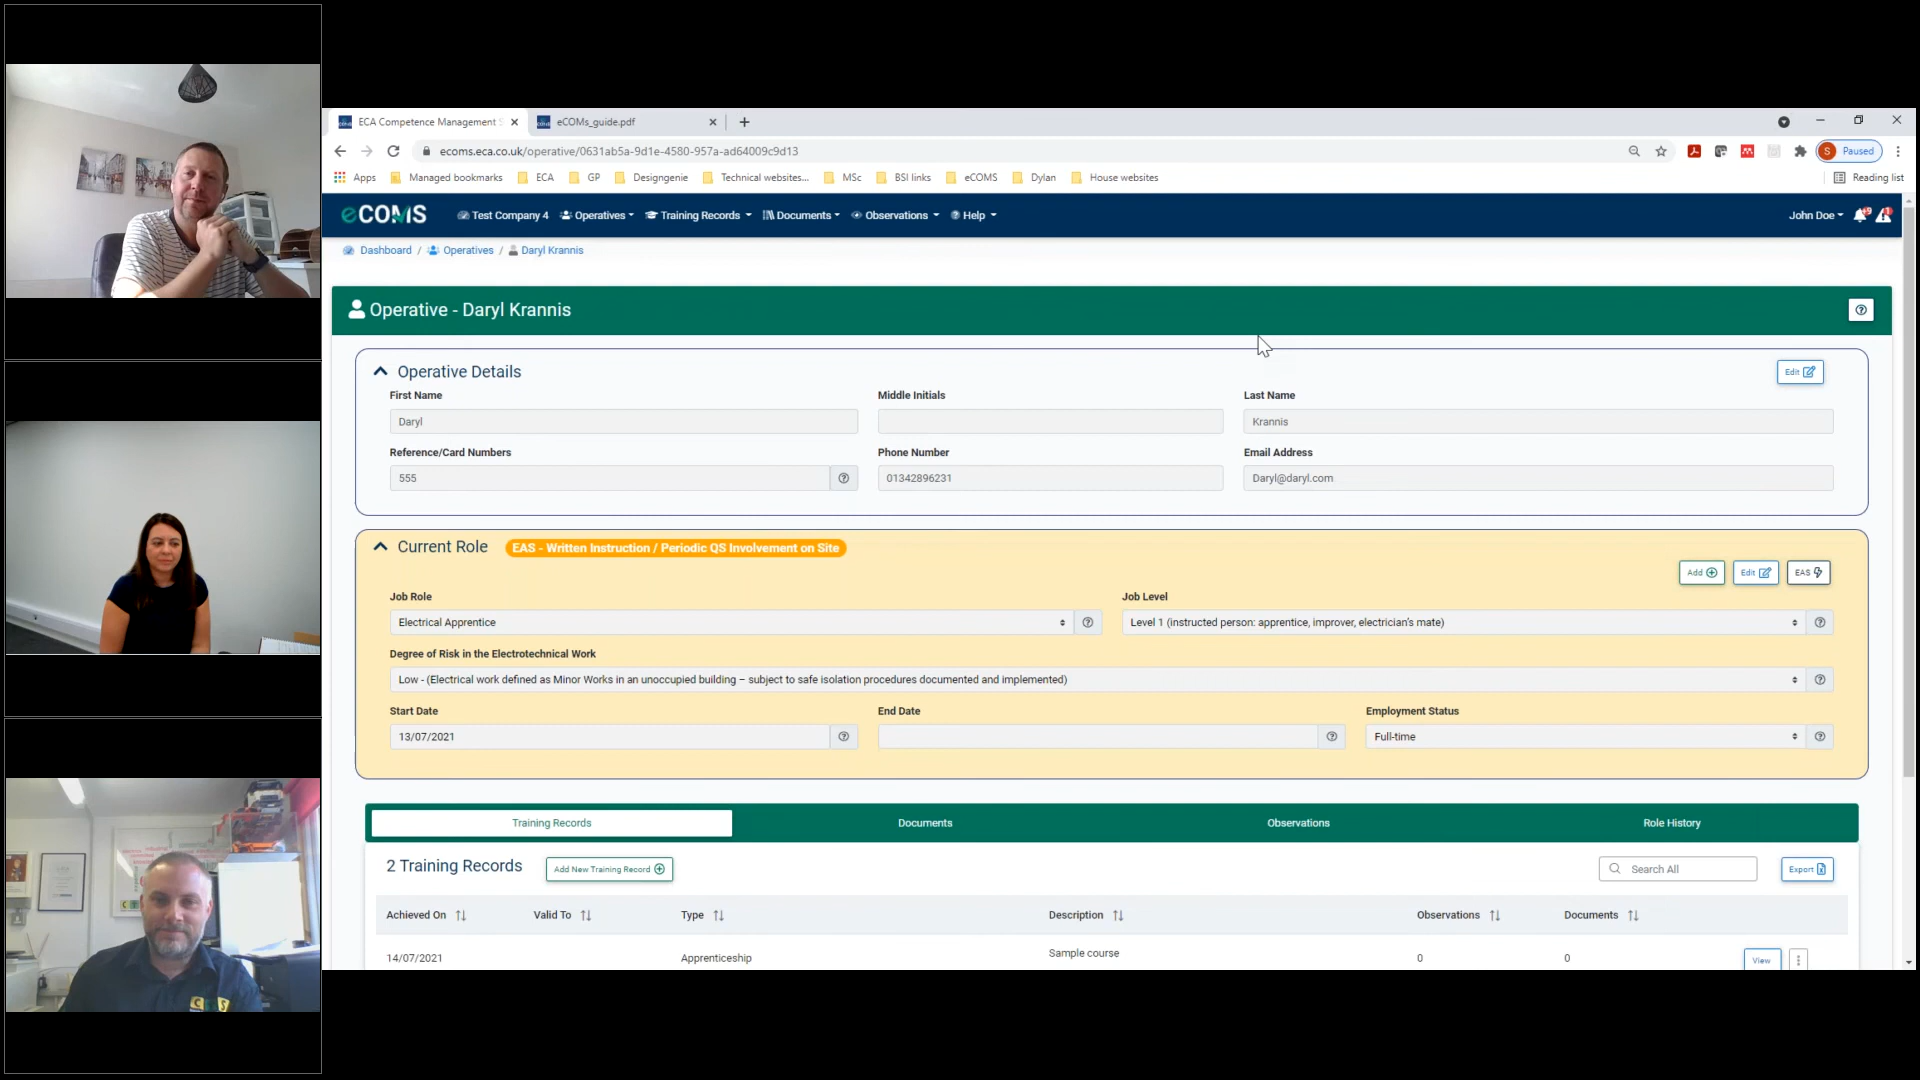 ECA Competence Management S
eCOMs_guide.pdf
ecoms.eca.co.uk/operative/0631ab5a-9d1e-4580-957a-ad64009c9d13
S Paused
Apps Managed bookmarks ECA GP Designgenie Technical websites... MSc BSI links eCOMS Dylan House websites Reading list
eCOMS Test Company 4 Operatives Training Records Documents Observations Help John Doe
Dashboard / Operatives / Daryl Krannis
Operative - Daryl Krannis
Operative Details
Edit
First Name Middle Initials Last Name
Daryl Krannis
Reference/Card Numbers Phone Number Email Address
555 01342896231 Daryl@daryl.com
Current Role EAS - Written Instruction / Periodic QS Involvement on Site
Add Edit EAS
Job Role Job Level
Electrical Apprentice Level 1 (instructed person: apprentice, improver, electrician's mate)
Degree of Risk in the Electrotechnical Work
Low - (Electrical work defined as Minor Works in an unoccupied building – subject to safe isolation procedures documented and implemented)
Start Date End Date Employment Status
13/07/2021 Full-time
Training Records Documents Observations Role History
2 Training Records Add New Training Record Search All Export
Achieved On Valid To Type Description Observations Documents
14/07/2021 Apprenticeship Sample course 0 0 View